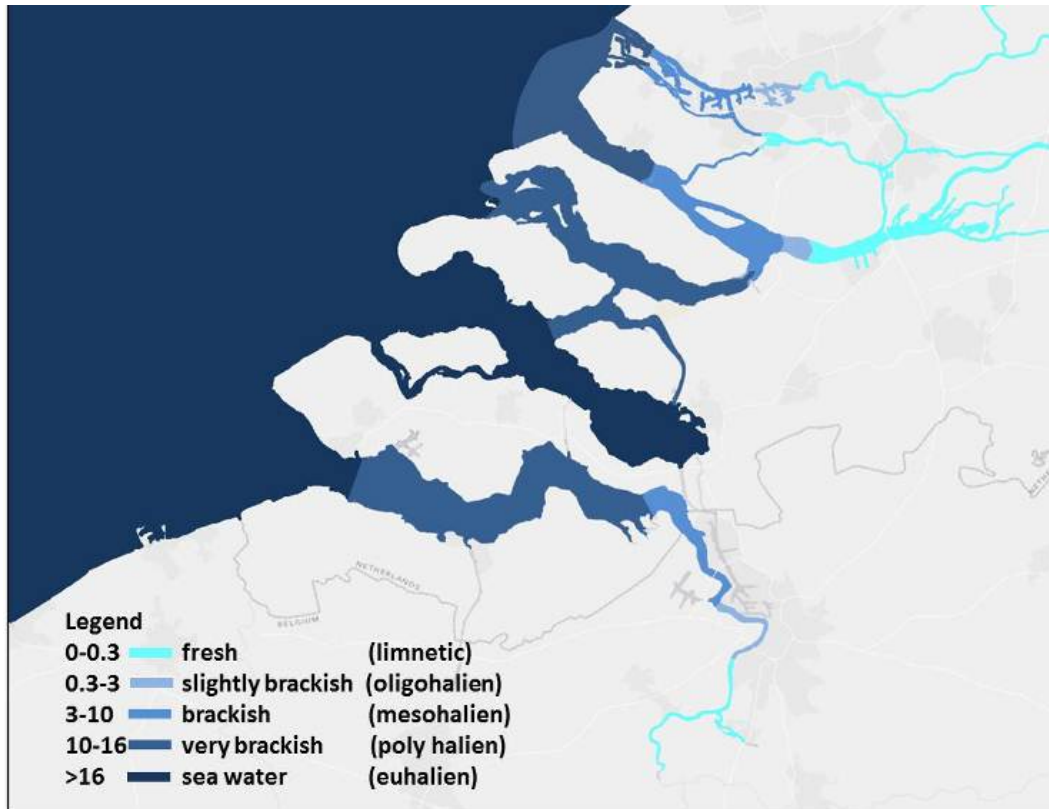 NETHERLANDS
BELGIUM
Legend
0-0.3 fresh (limnetic)
0.3-3 slightly brackish (oligohalien)
3-10 brackish (mesohalien)
10-16 very brackish (poly halien)
>16 sea water (euhalien)